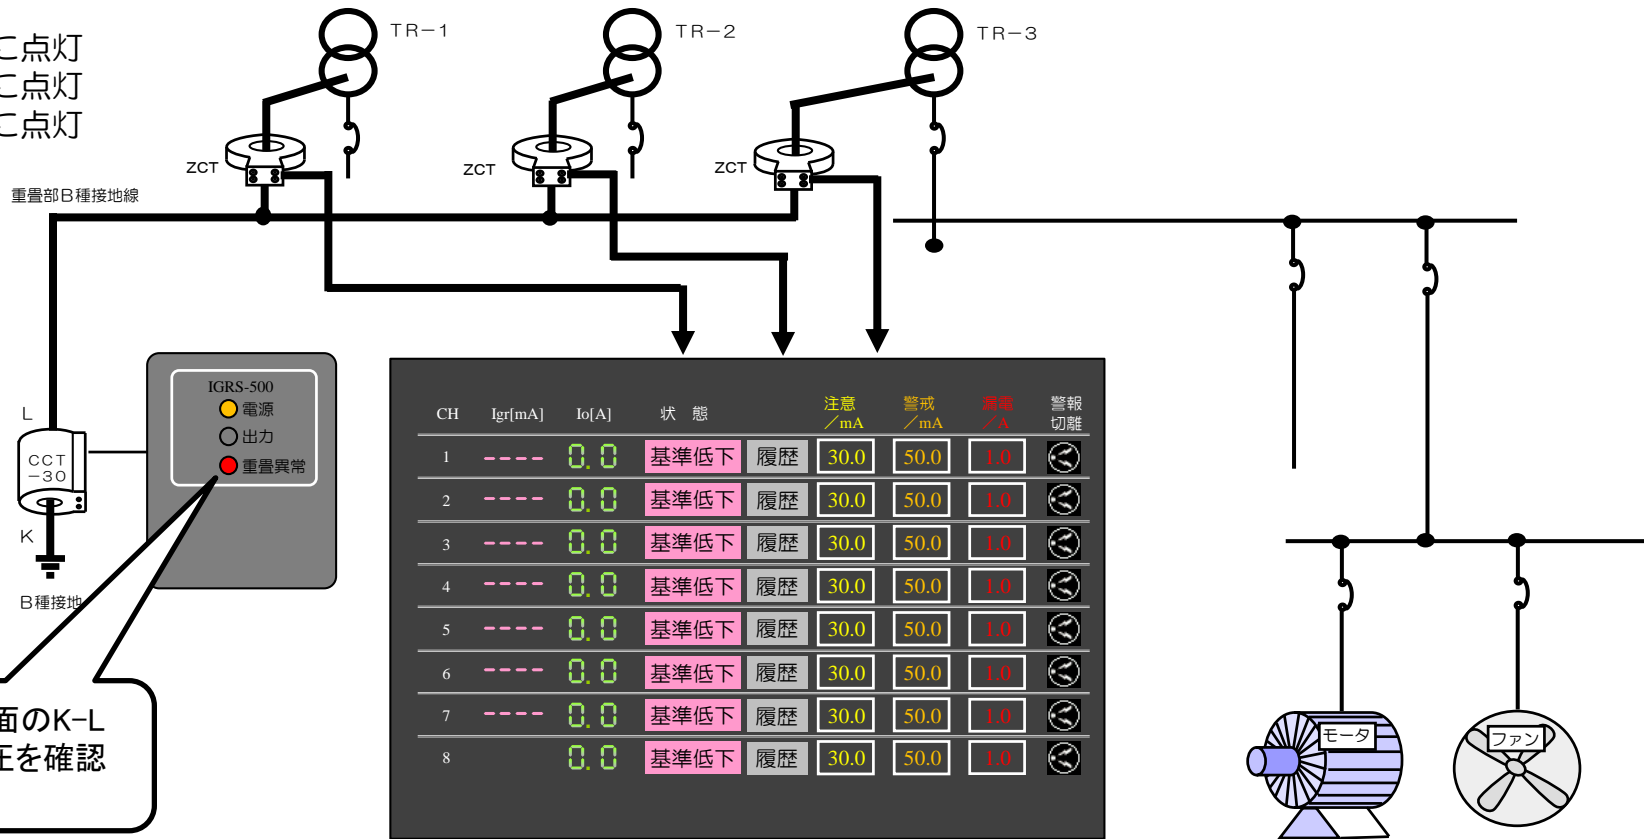 に点灯
に点灯
に点灯
TR−1
TR−2
TR−3
ZCT
ZCT
ZCT
重畳部B種接地線
L
CCT
−30
K
B種接地
IGRS-500
電源
出力
重畳異常
面のK−L
圧を確認
CH Igr[mA] Io[A] 状 態 注意／mA 警戒／mA 漏電／A 警報切離
1 ---- 0.0 基準低下 履歴 30.0 50.0 1.0
2 ---- 0.0 基準低下 履歴 30.0 50.0 1.0
3 ---- 0.0 基準低下 履歴 30.0 50.0 1.0
4 ---- 0.0 基準低下 履歴 30.0 50.0 1.0
5 ---- 0.0 基準低下 履歴 30.0 50.0 1.0
6 ---- 0.0 基準低下 履歴 30.0 50.0 1.0
7 ---- 0.0 基準低下 履歴 30.0 50.0 1.0
8 0.0 基準低下 履歴 30.0 50.0 1.0
モータ
ファン